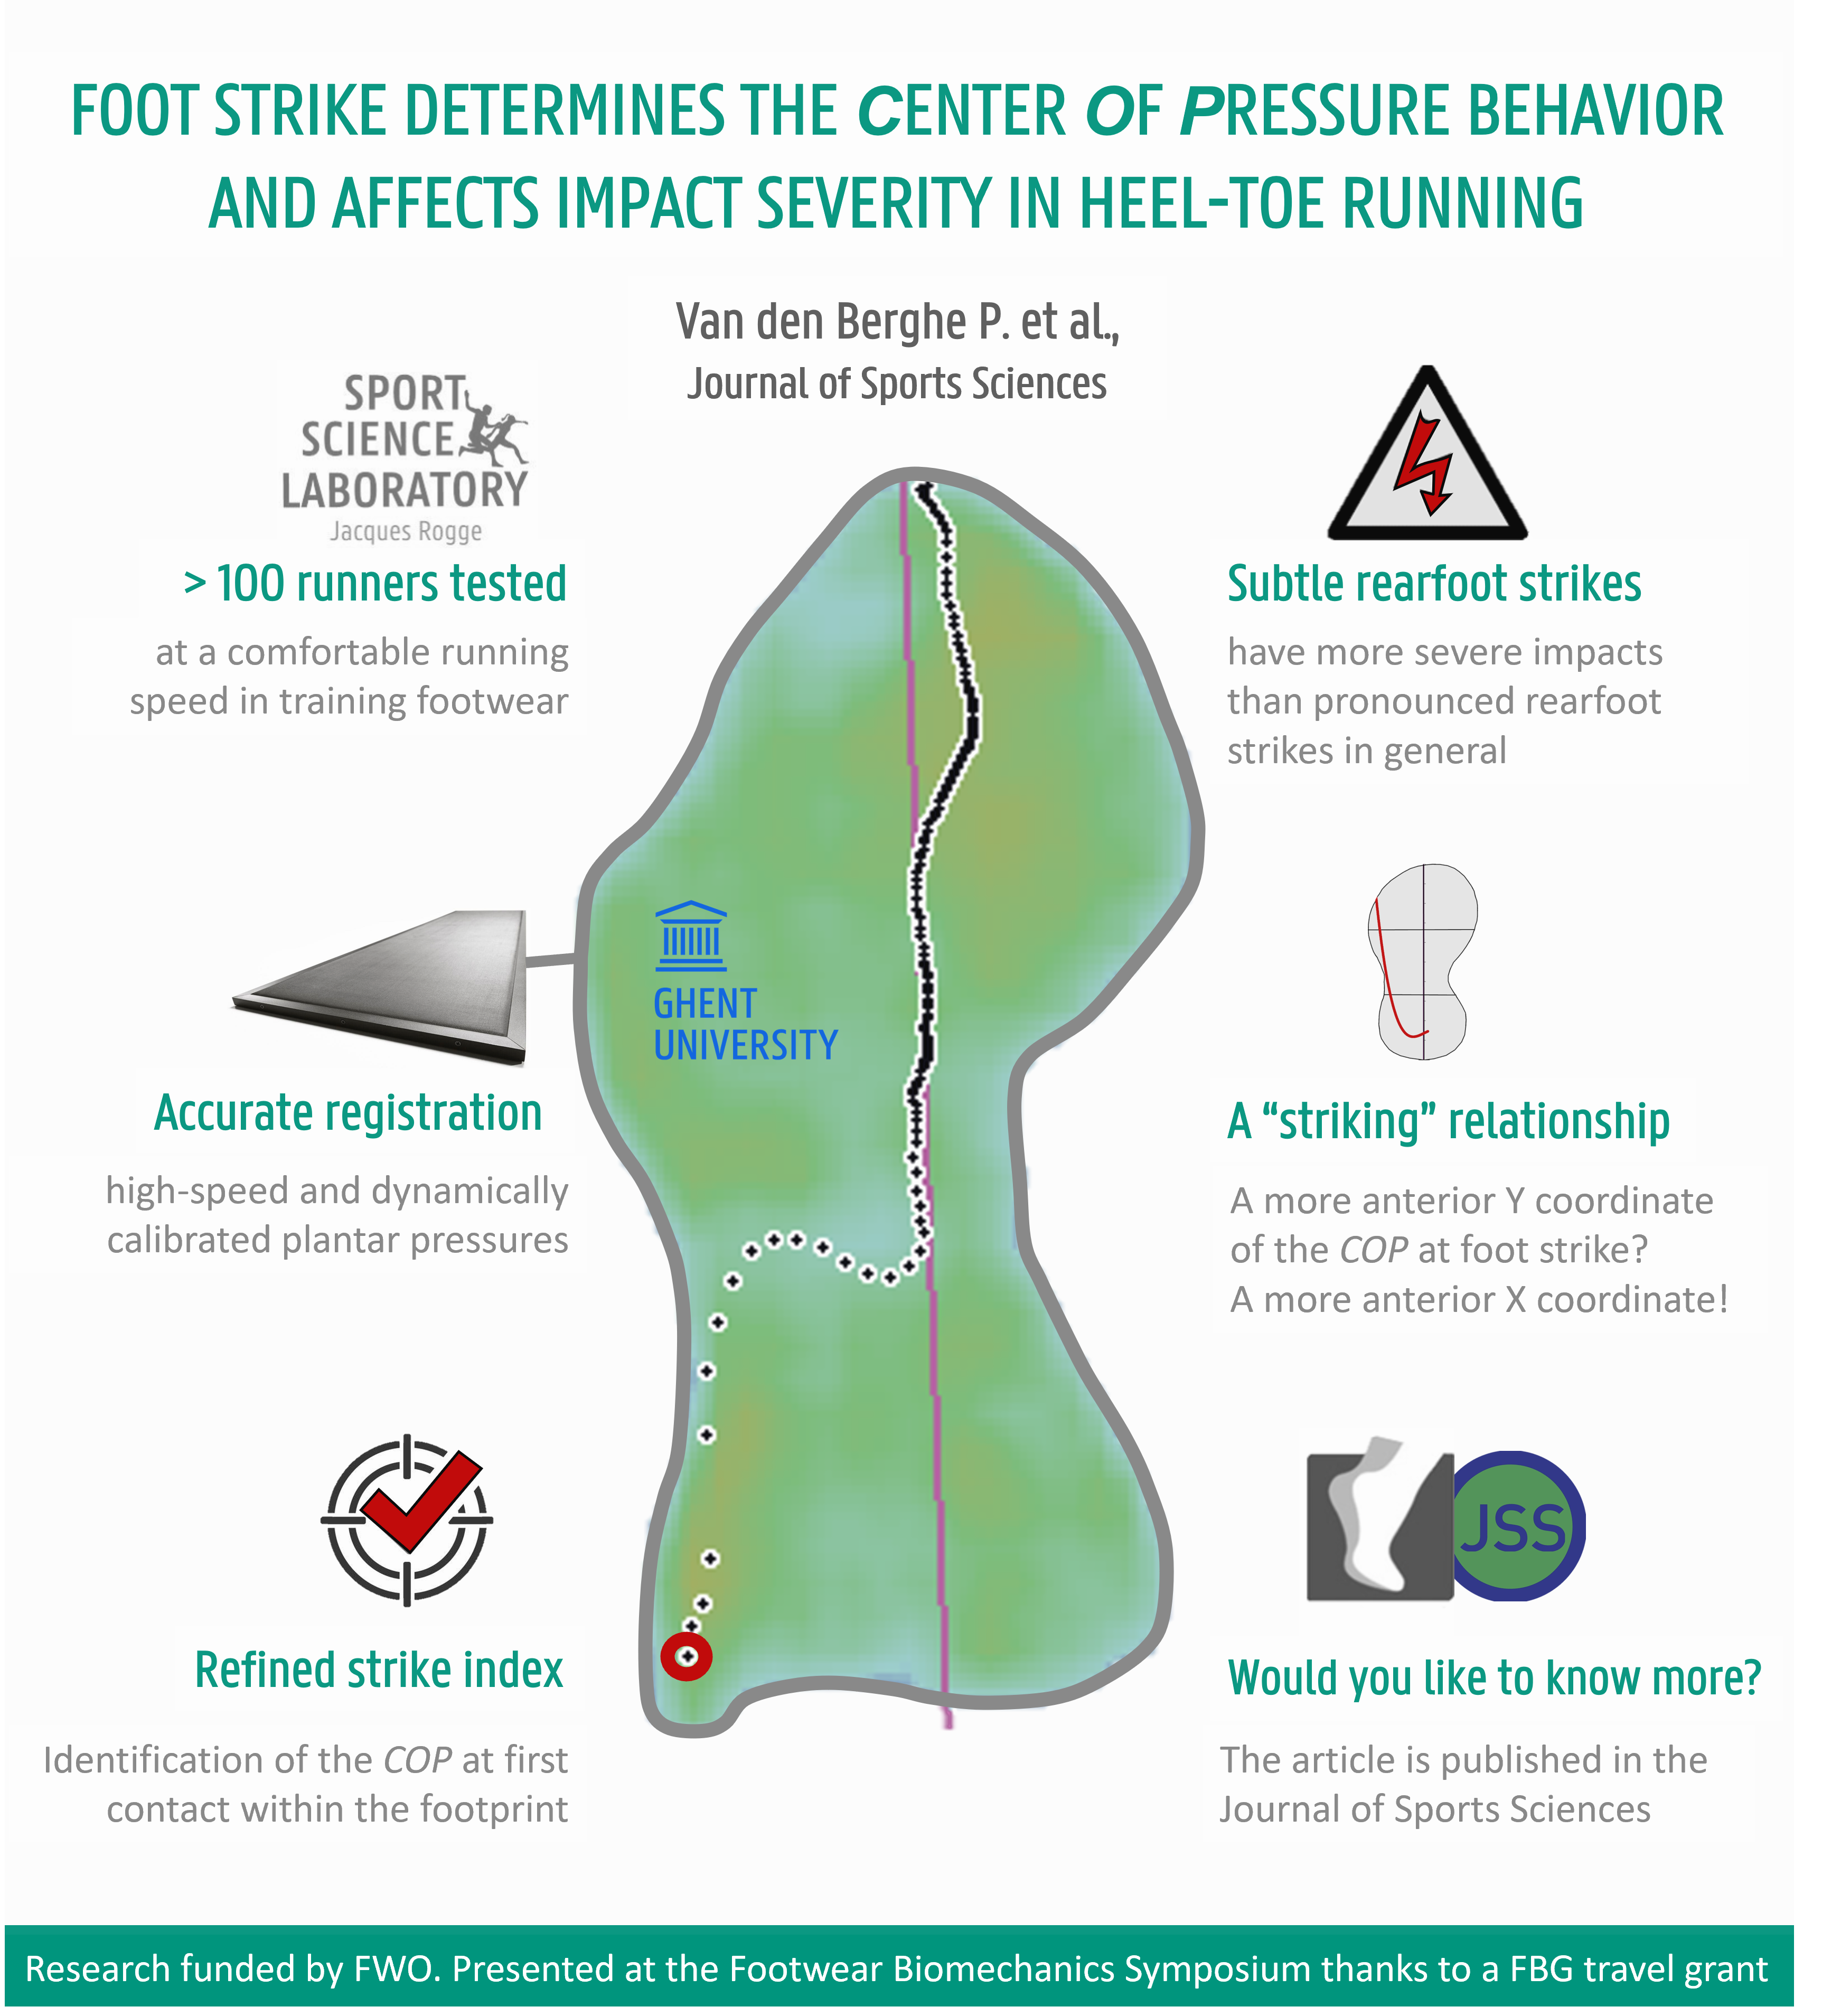 FOOT STRIKE DETERMINES THE CENTER OF PRESSURE BEHAVIOR
AND AFFECTS IMPACT SEVERITY IN HEEL-TOE RUNNING
Van den Berghe P. et al.,
Journal of Sports Sciences
SPORT
SCIENCE
LABORATORY
Jacques Rogge
> 100 runners tested
at a comfortable running
speed in training footwear
Subtle rearfoot strikes
have more severe impacts
than pronounced rearfoot
strikes in general
GHENT
UNIVERSITY
Accurate registration
high-speed and dynamically
calibrated plantar pressures
A “striking” relationship
A more anterior Y coordinate
of the COP at foot strike?
A more anterior X coordinate!
Refined strike index
Identification of the COP at first
contact within the footprint
JSS
Would you like to know more?
The article is published in the
Journal of Sports Sciences
Research funded by FWO. Presented at the Footwear Biomechanics Symposium thanks to a FBG travel grant